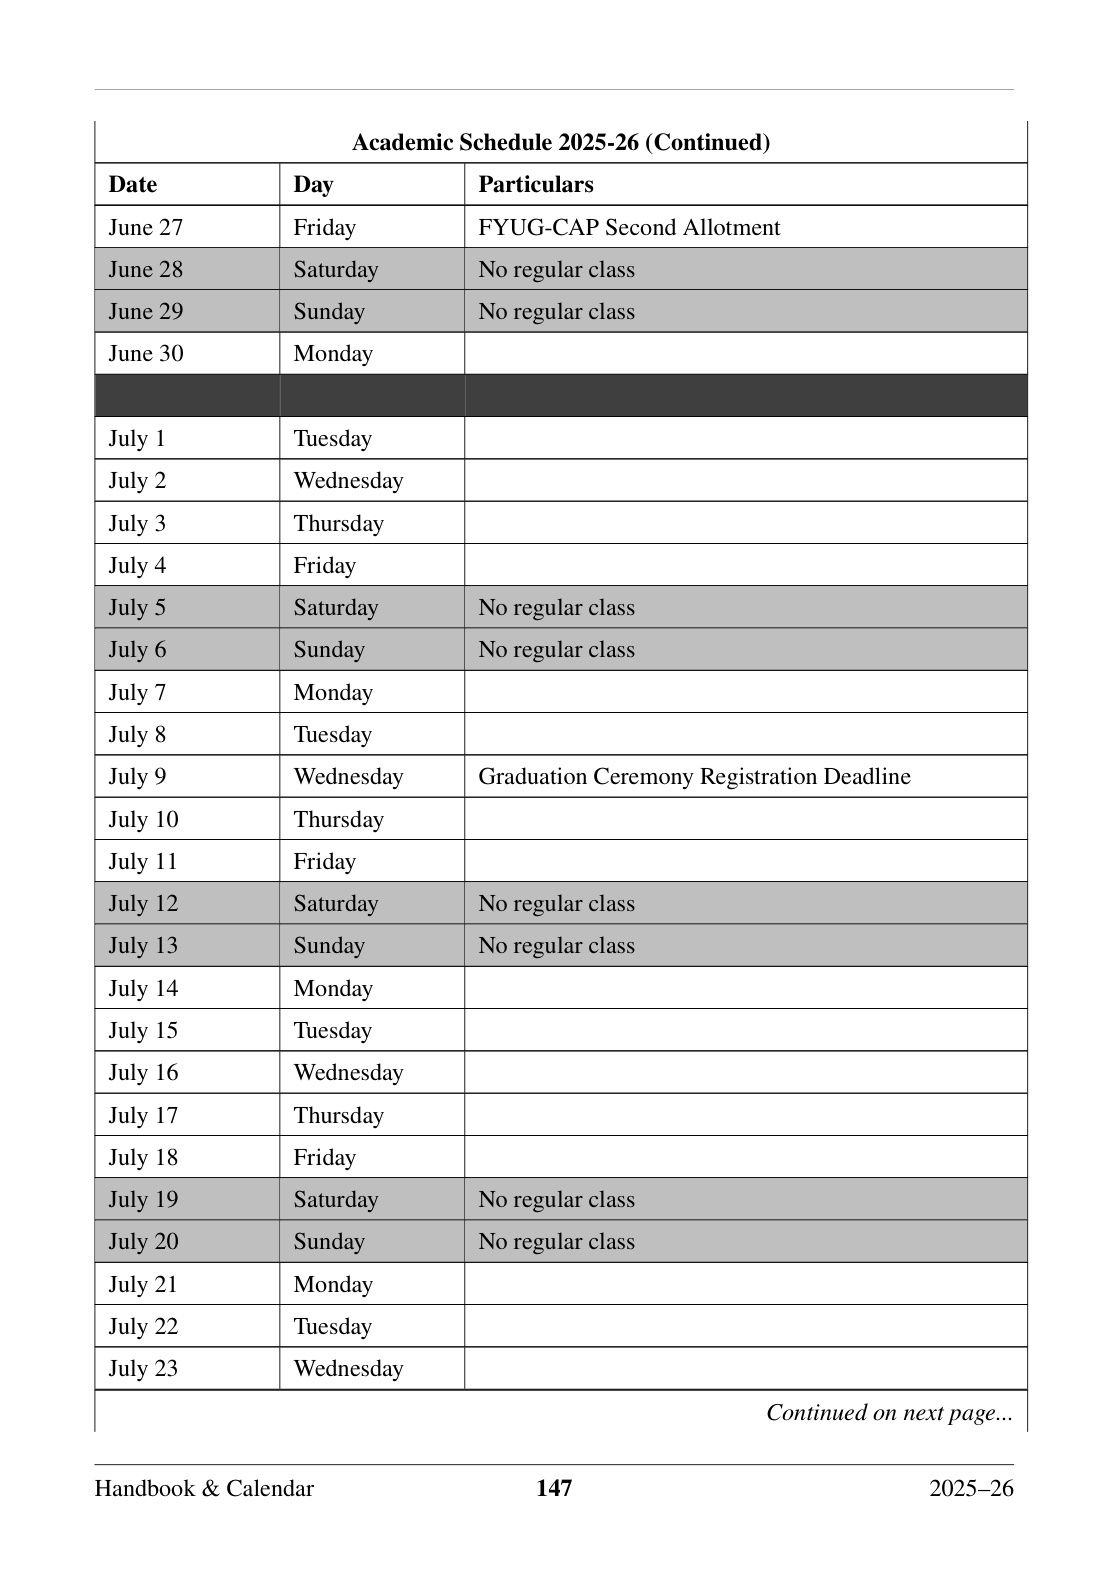 Academic Schedule 2025-26 (Continued)
Date Day Particulars
June 27 Friday FYUG-CAP Second Allotment
June 28 Saturday No regular class
June 29 Sunday No regular class
June 30 Monday
July 1 Tuesday
July 2 Wednesday
July 3 Thursday
July 4 Friday
July 5 Saturday No regular class
July 6 Sunday No regular class
July 7 Monday
July 8 Tuesday
July 9 Wednesday Graduation Ceremony Registration Deadline
July 10 Thursday
July 11 Friday
July 12 Saturday No regular class
July 13 Sunday No regular class
July 14 Monday
July 15 Tuesday
July 16 Wednesday
July 17 Thursday
July 18 Friday
July 19 Saturday No regular class
July 20 Sunday No regular class
July 21 Monday
July 22 Tuesday
July 23 Wednesday
Continued on next page...
Handbook & Calendar 147 2025–26